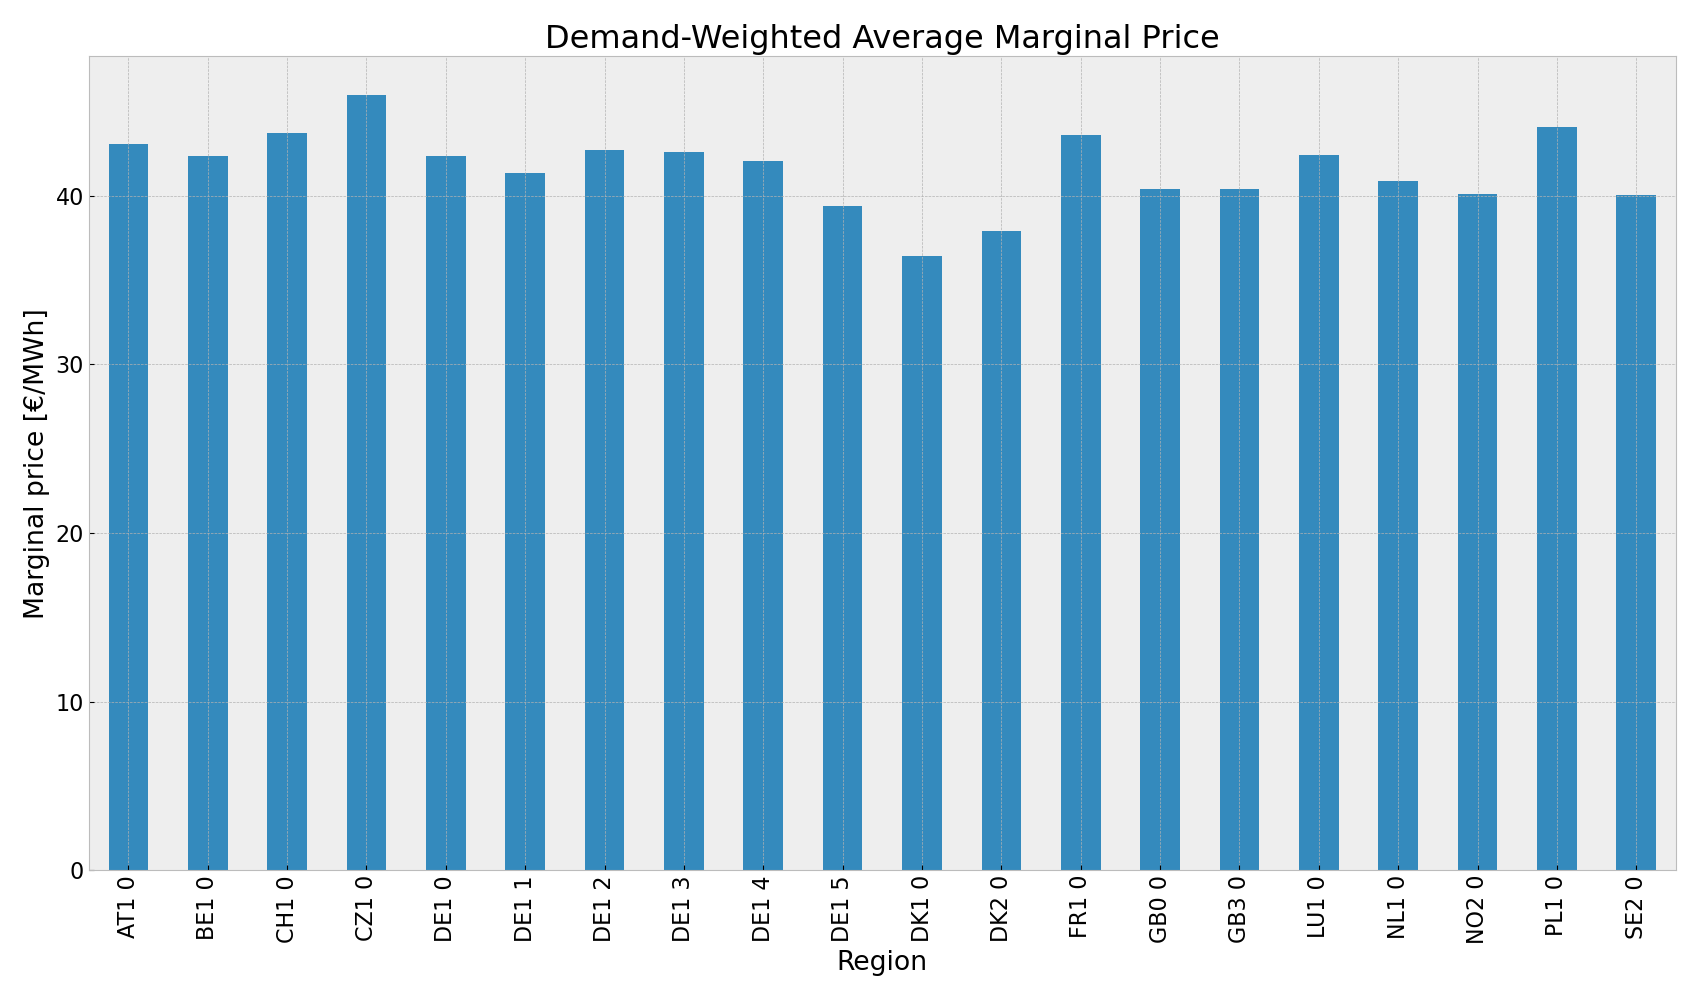 Demand-Weighted Average Marginal Price
Marginal price [€/MWh]
40
30
20
10
0
AT1 0
BE1 0
CH1 0
CZ1 0
DE1 0
DE1 1
DE1 2
DE1 3
DE1 4
DE1 5
DK1 0
DK2 0
FR1 0
GB0 0
GB3 0
LU1 0
NL1 0
NO2 0
PL1 0
SE2 0
Region